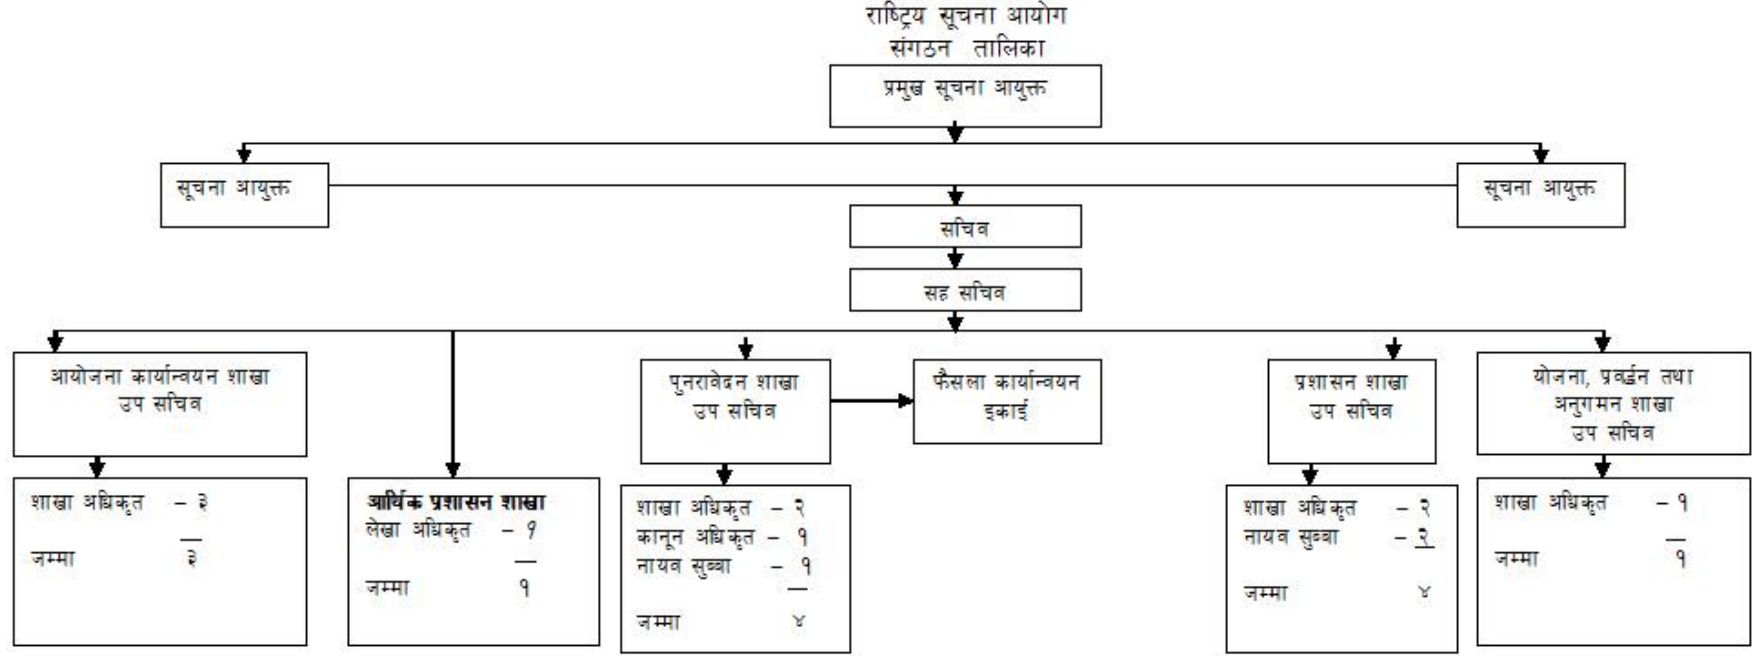 राष्ट्रिय सूचना आयोग
संगठन तालिका
प्रमुख सूचना आयुक्त
सूचना आयुक्त
सूचना आयुक्त
सचिव
सह सचिव
आयोजना कार्यान्वयन शाखा
उप सचिव
पुनरावेदन शाखा
उप सचिव
फैसला कार्यान्वयन
इकाई
प्रशासन शाखा
उप सचिव
योजना, प्रवर्द्धन तथा
अनुगमन शाखा
उप सचिव
शाखा अधिकृत – ३
जम्मा ३
आर्थिक प्रशासन शाखा
लेखा अधिकृत – १
जम्मा १
शाखा अधिकृत – २
कानून अधिकृत – १
नायव सुब्बा – १
जम्मा ४
शाखा अधिकृत – २
नायव सुब्बा – २
जम्मा ४
शाखा अधिकृत – १
जम्मा १